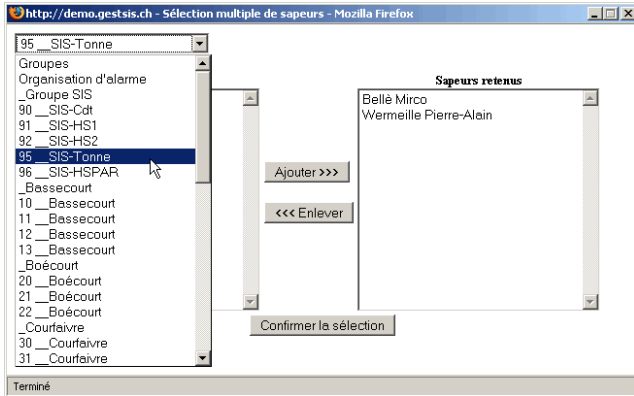 http://demo.gestsis.ch - Sélection multiple de sapeurs - Mozilla Firefox
95 __SIS-Tonne
Groupes
Organisation d'alarme
_Groupe SIS
90 __SIS-Cdt
91 __SIS-HS1
92 __SIS-HS2
95 __SIS-Tonne
96 __SIS-HSPAR
_Bassecourt
10 __Bassecourt
11 __Bassecourt
12 __Bassecourt
13 __Bassecourt
_Boécourt
20 __Boécourt
21 __Boécourt
22 __Boécourt
_Courfaivre
30 __Courfaivre
31 __Courfaivre
Ajouter >>>
<<< Enlever
Sapeurs retenus
Bellè Mirco
Wermeille Pierre-Alain
Confirmer la sélection
Terminé